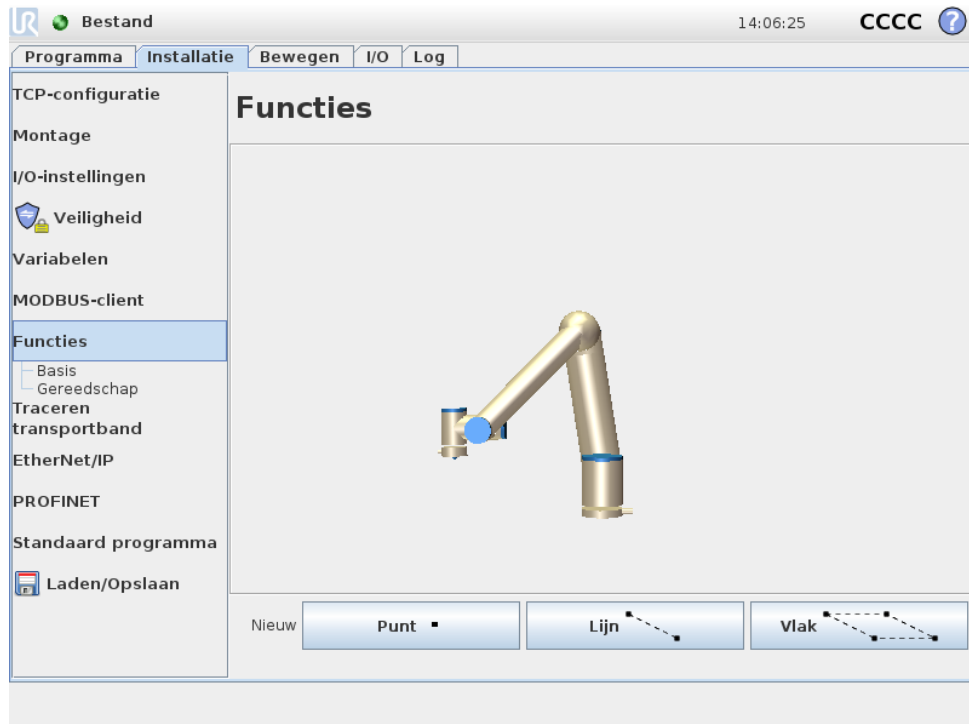 UR Bestand 14:06:25 CCCC ?
Programma Installatie Bewegen I/O Log
TCP-configuratie
Montage
I/O-instellingen
Veiligheid
Variabelen
MODBUS-client
Functies
Basis
Gereedschap
Traceren
transportband
EtherNet/IP
PROFINET
Standaard programma
Laden/Opslaan
Functies
Nieuw Punt Lijn Vlak